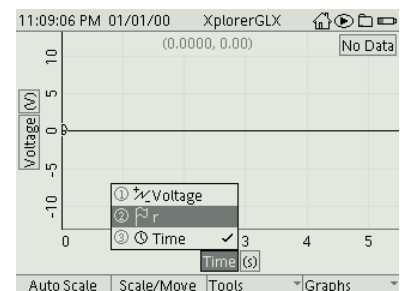 11:09:06 PM 01/01/00 XplorerGLX
(0.0000, 0.00) No Data
10
5
Voltage (V)
0
-5
-10
① Voltage
② r
③ Time ✓
0 3 4 5
Time (s)
Auto Scale Scale/Move Tools Graphs